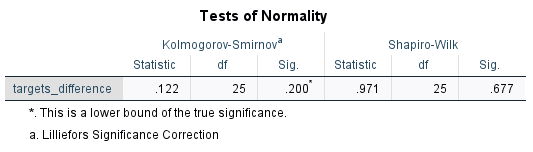 Tests of Normality
Kolmogorov-Smirnovᵃ Shapiro-Wilk
Statistic df Sig. Statistic df Sig.
targets_difference .122 25 .200* .971 25 .677
*. This is a lower bound of the true significance.
a. Lilliefors Significance Correction